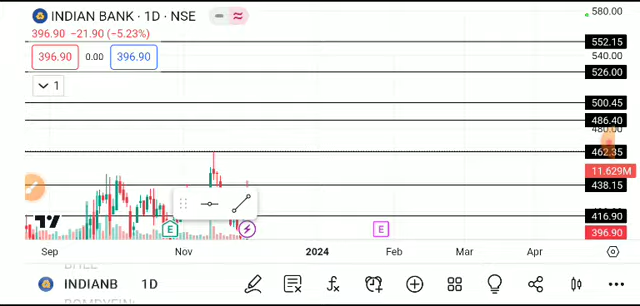 INDIAN BANK · 1D · NSE
396.90 −21.90 (−5.23%)
396.90 0.00 396.90
1
580.00
552.15
540.00
526.00
500.45
486.40
480.00
462.35
11.629M
438.15
416.90
396.90
E E
Sep Nov 2024 Feb Mar Apr
INDIANB 1D